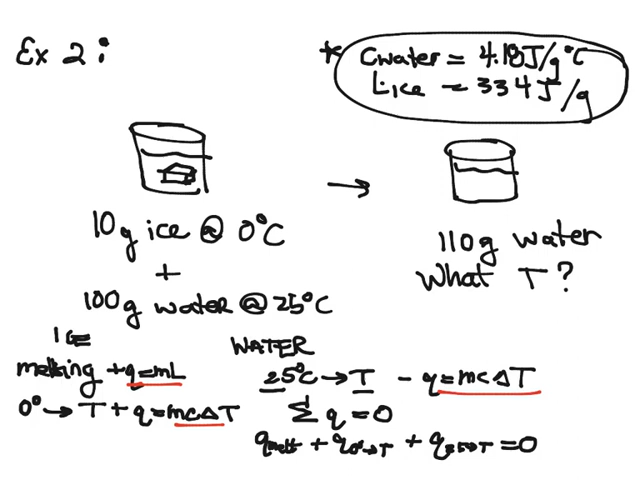 Ex 2:
* Cwater = 4.18J/g°C
Lice = 334J/g
10g ice @ 0°C
+
100g water @ 25°C
→
110g water
What T?
ICE
melting + q=mL
0° → T + q=mcΔT
WATER
25°C → T - q=mcΔT
Σ q = 0
qmelt + q0°→T + q25→T = 0